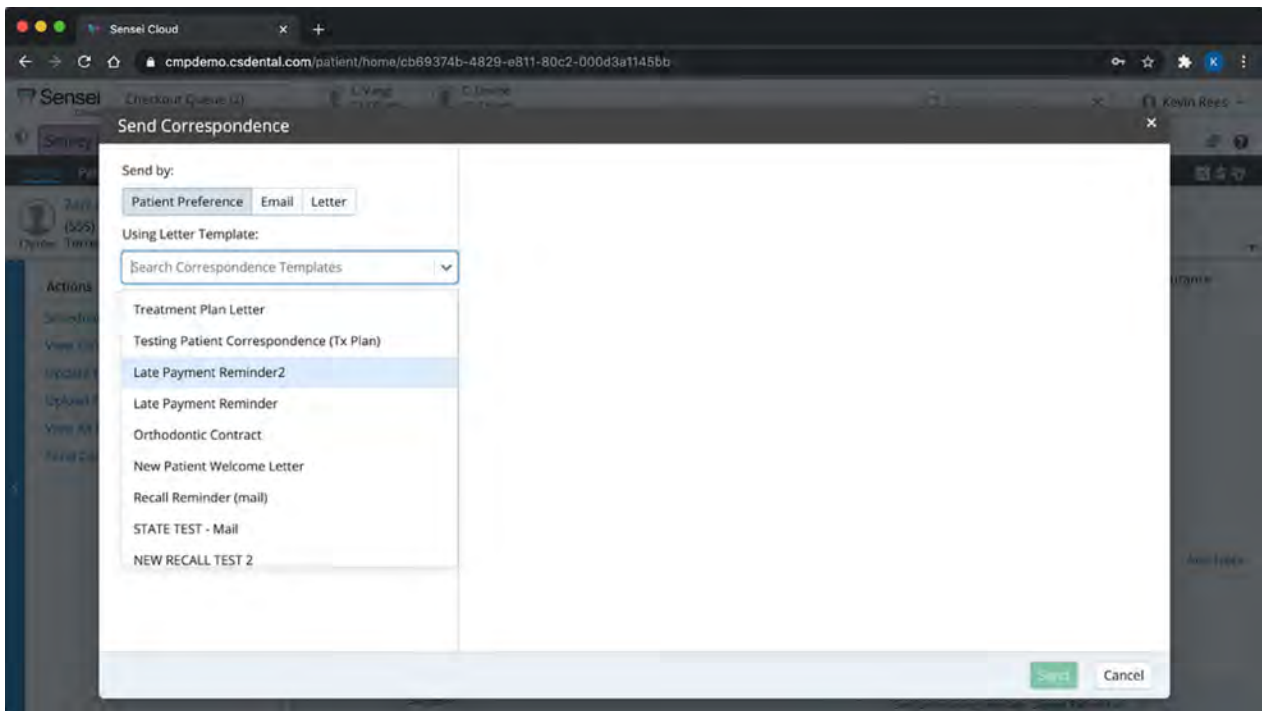 Sensei Cloud
cmpdemo.csdental.com/patient/home/cb69374b-4829-e811-80c2-000d3a1145bb
K
Sensei Checkout Queue (2) Kevin Rees
Send Correspondence
Send by:
Patient Preference Email Letter
Using Letter Template:
Search Correspondence Templates
Actions
Treatment Plan Letter
Testing Patient Correspondence (Tx Plan)
Late Payment Reminder2
Late Payment Reminder
Orthodontic Contract
New Patient Welcome Letter
Recall Reminder (mail)
STATE TEST - Mail
NEW RECALL TEST 2
Send Cancel